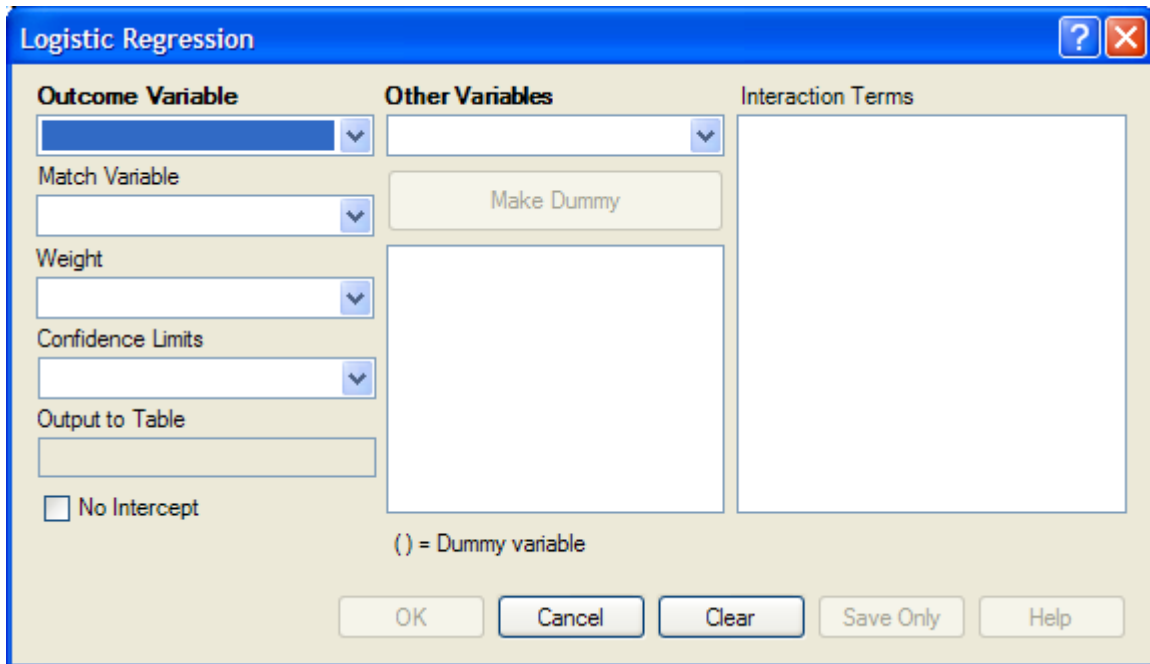 Logistic Regression
?
Outcome Variable
Match Variable
Weight
Confidence Limits
Output to Table
No Intercept
Other Variables
Make Dummy
( ) = Dummy variable
Interaction Terms
OK
Cancel
Clear
Save Only
Help